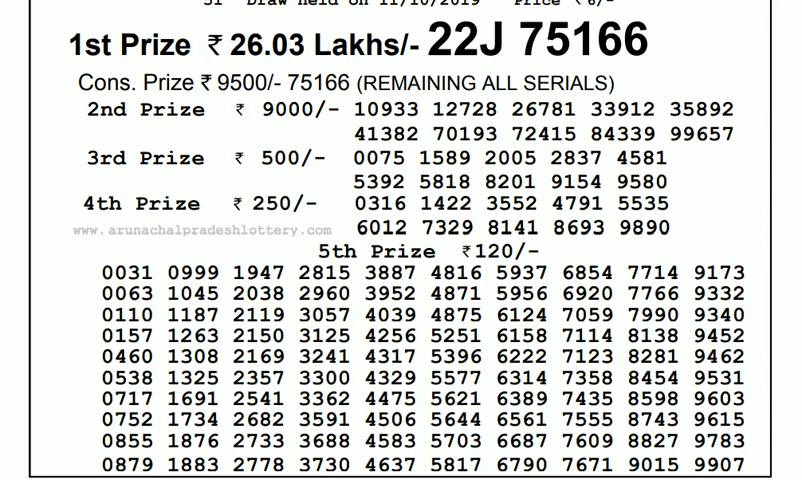 Draw held on 11/10/2019 Price ₹ 6/-
1st Prize ₹ 26.03 Lakhs/- 22J 75166
Cons. Prize ₹ 9500/- 75166 (REMAINING ALL SERIALS)
2nd Prize ₹ 9000/- 10933 12728 26781 33912 35892
41382 70193 72415 84339 99657
3rd Prize ₹ 500/- 0075 1589 2005 2837 4581
5392 5818 8201 9154 9580
4th Prize ₹ 250/- 0316 1422 3552 4791 5535
www.arunachalpradeshlottery.com 6012 7329 8141 8693 9890
5th Prize ₹120/-
0031 0999 1947 2815 3887 4816 5937 6854 7714 9173
0063 1045 2038 2960 3952 4871 5956 6920 7766 9332
0110 1187 2119 3057 4039 4875 6124 7059 7990 9340
0157 1263 2150 3125 4256 5251 6158 7114 8138 9452
0460 1308 2169 3241 4317 5396 6222 7123 8281 9462
0538 1325 2357 3300 4329 5577 6314 7358 8454 9531
0717 1691 2541 3362 4475 5621 6389 7435 8598 9603
0752 1734 2682 3591 4506 5644 6561 7555 8743 9615
0855 1876 2733 3688 4583 5703 6687 7609 8827 9783
0879 1883 2778 3730 4637 5817 6790 7671 9015 9907